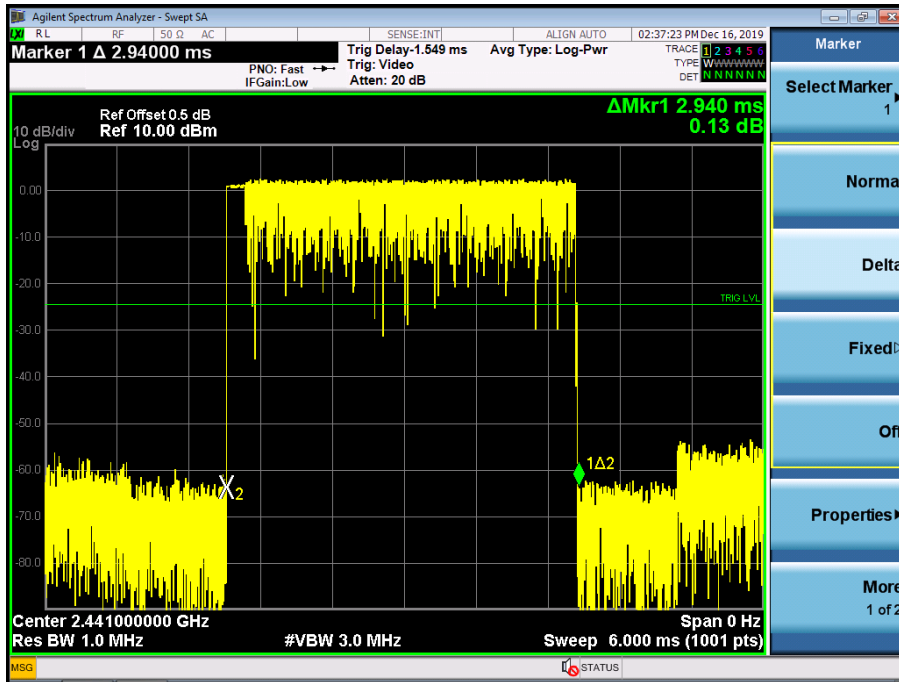 Agilent Spectrum Analyzer - Swept SA
LXI RL RF 50 Ω AC SENSE:INT ALIGN AUTO 02:37:23 PM Dec 16, 2019
Marker 1 Δ 2.94000 ms
PNO: Fast
IFGain:Low
Trig Delay-1.549 ms
Trig: Video
Atten: 20 dB
Avg Type: Log-Pwr
TRACE 1 2 3 4 5 6
TYPE WWWWWW
DET N N N N N N
ΔMkr1 2.940 ms
0.13 dB
Ref Offset 0.5 dB
10 dB/div Ref 10.00 dBm
Log
0.00
-10.0
-20.0
TRIG LVL
-30.0
-40.0
-50.0
-60.0
1Δ2
X2
-70.0
-80.0
Center 2.441000000 GHz Span 0 Hz
Res BW 1.0 MHz #VBW 3.0 MHz Sweep 6.000 ms (1001 pts)
MSG STATUS
Marker
Select Marker
1
Norma
Delta
Fixed
Off
Properties
More
1 of 2